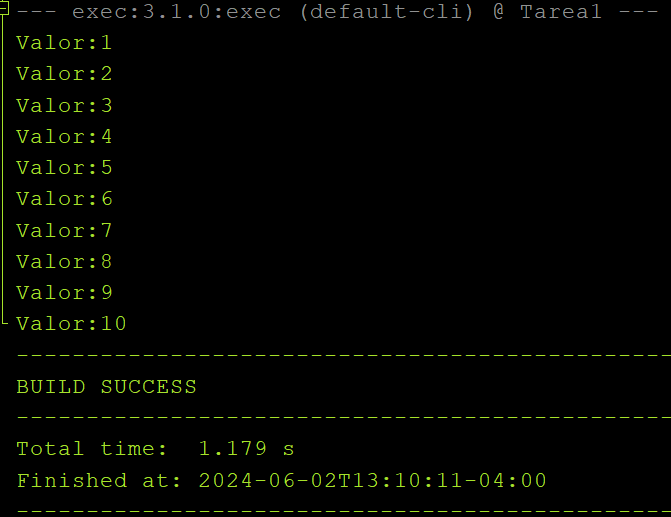 --- exec:3.1.0:exec (default-cli) @ Tarea1 ---
Valor:1
Valor:2
Valor:3
Valor:4
Valor:5
Valor:6
Valor:7
Valor:8
Valor:9
Valor:10
------------------------------------------------
BUILD SUCCESS
------------------------------------------------
Total time:  1.179 s
Finished at: 2024-06-02T13:10:11-04:00
------------------------------------------------